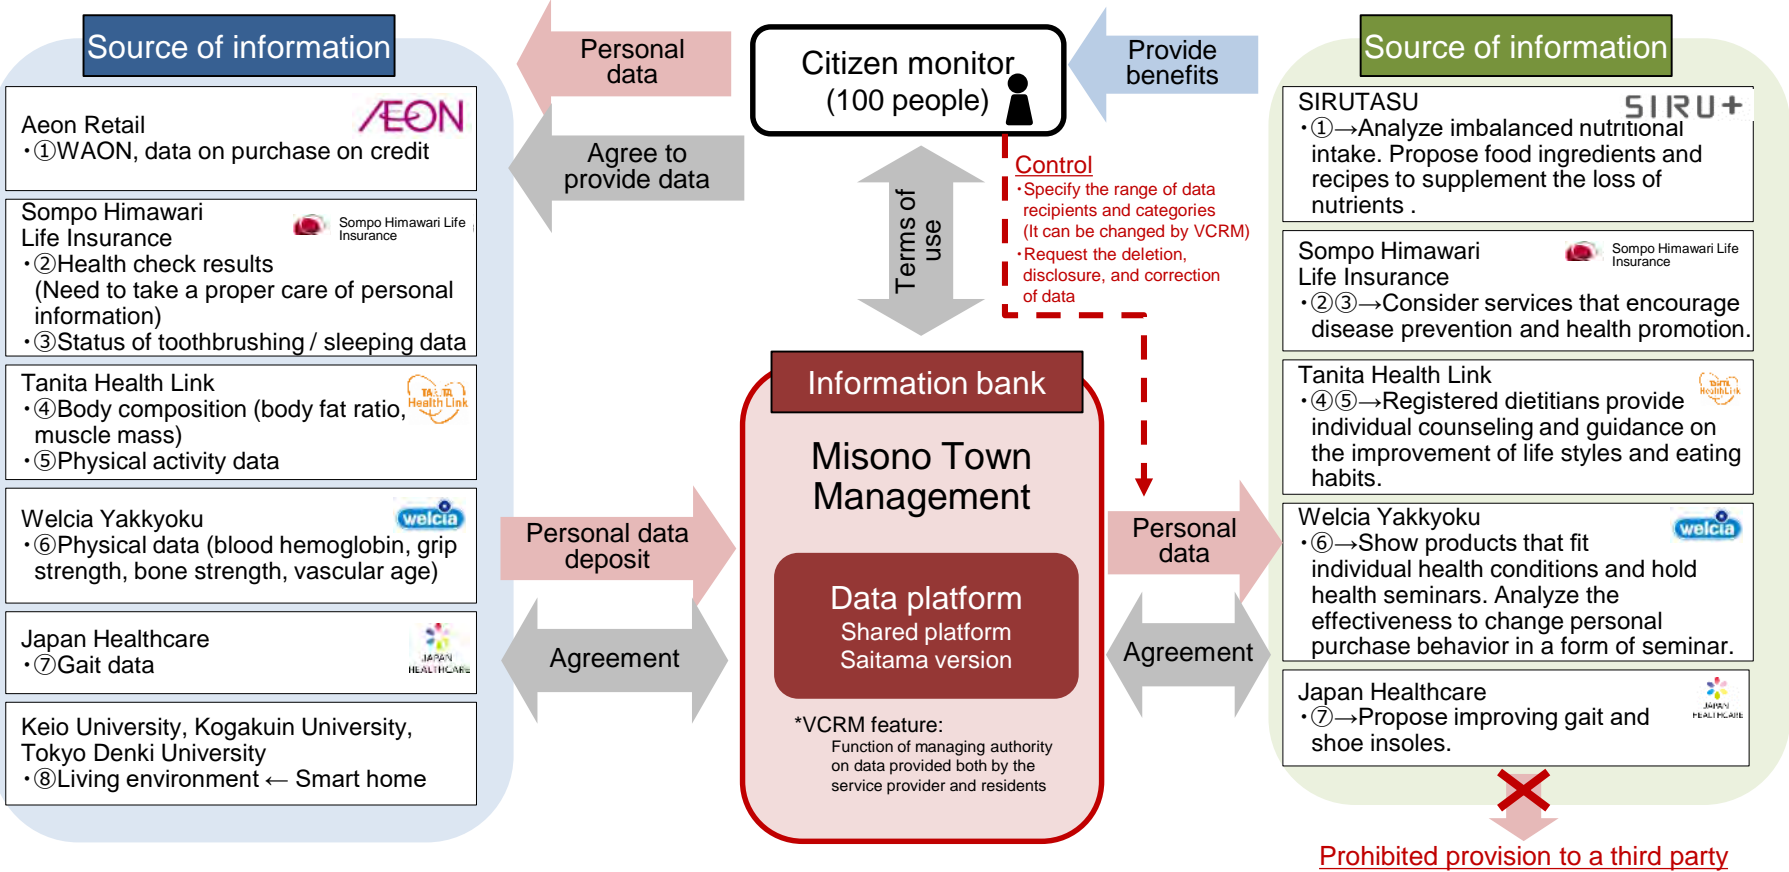 Source of information
Aeon Retail
ÆON
・①WAON, data on purchase on credit
Sompo Himawari
Life Insurance
Sompo Himawari Life
Insurance
・②Health check results
(Need to take a proper care of personal
information)
・③Status of toothbrushing / sleeping data
Tanita Health Link
TANITA
Health Link
・④Body composition (body fat ratio,
muscle mass)
・⑤Physical activity data
Welcia Yakkyoku
welcia
・⑥Physical data (blood hemoglobin, grip
strength, bone strength, vascular age)
Japan Healthcare
JAPAN
HEALTHCARE
・⑦Gait data
Keio University, Kogakuin University,
Tokyo Denki University
・⑧Living environment ← Smart home
Personal
data
Agree to
provide data
Personal data
deposit
Agreement
Citizen monitor
(100 people)
Provide
benefits
Terms of
use
Control
・Specify the range of data
recipients and categories
(It can be changed by VCRM)
・Request the deletion,
disclosure, and correction
of data
Information bank
Misono Town
Management
Data platform
Shared platform
Saitama version
*VCRM feature:
Function of managing authority
on data provided both by the
service provider and residents
Personal
data
Agreement
Source of information
SIRUTASU
SIRU+
・①→Analyze imbalanced nutritional
intake. Propose food ingredients and
recipes to supplement the loss of
nutrients .
Sompo Himawari
Life Insurance
Sompo Himawari Life
Insurance
・②③→Consider services that encourage
disease prevention and health promotion.
Tanita Health Link
TANITA
HealthLink
・④⑤→Registered dietitians provide
individual counseling and guidance on
the improvement of life styles and eating
habits.
Welcia Yakkyoku
welcia
・⑥→Show products that fit
individual health conditions and hold
health seminars. Analyze the
effectiveness to change personal
purchase behavior in a form of seminar.
Japan Healthcare
JAPAN
HEALTHCARE
・⑦→Propose improving gait and
shoe insoles.
Prohibited provision to a third party